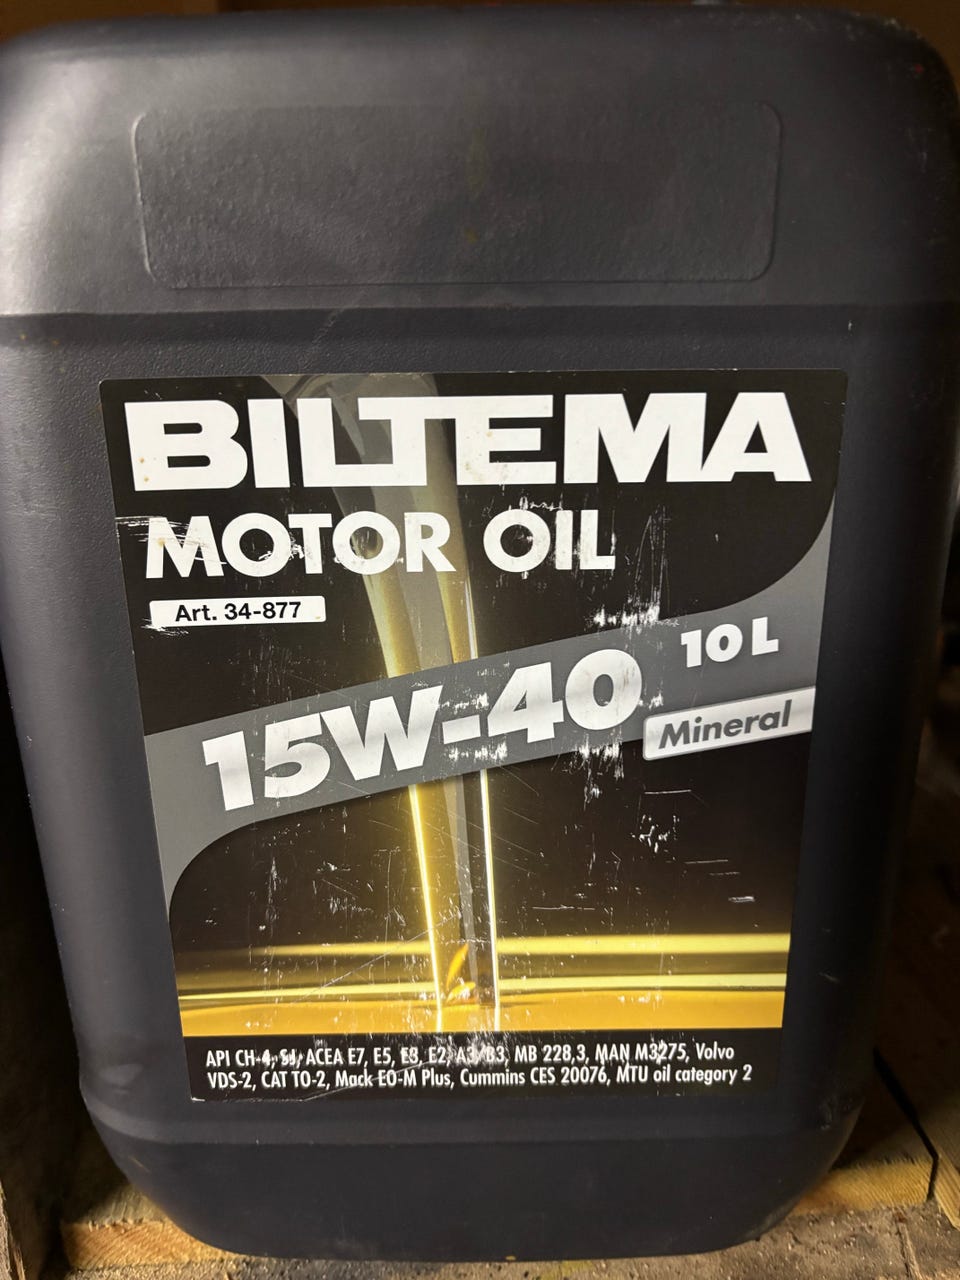 BILTEMA
MOTOR OIL
Art. 34-877
10 L
15W-40
Mineral
API CH-4, SJ, ACEA E7, E5, E3, E2, A3/B3, MB 228,3, MAN M3275, Volvo
VDS-2, CAT TO-2, Mack EO-M Plus, Cummins CES 20076, MTU oil category 2